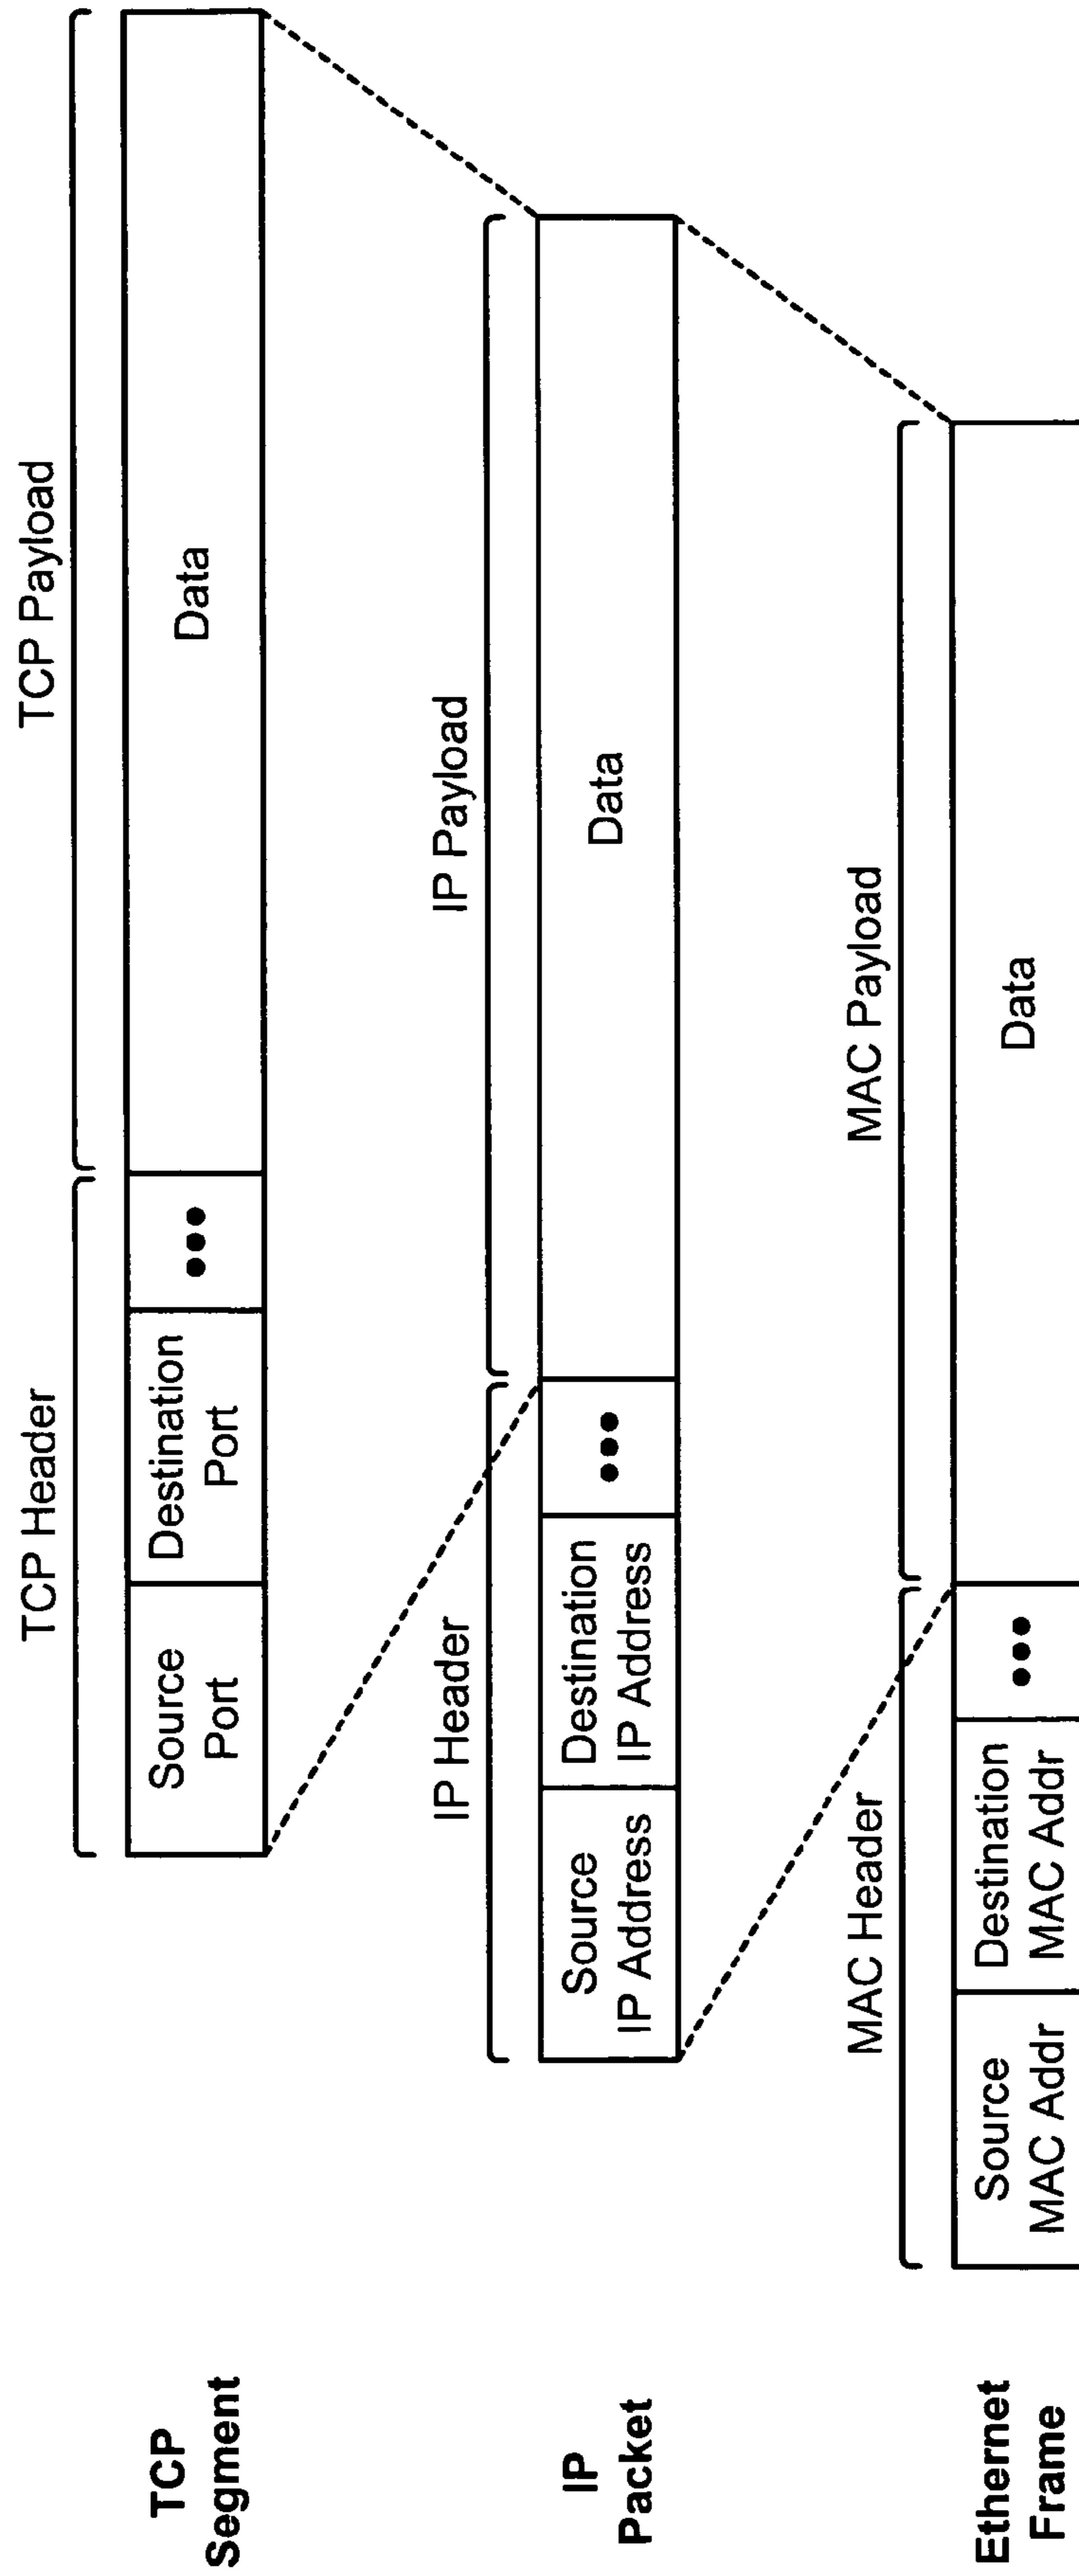 TCP Header
TCP Payload
TCP
Segment
Source
Port
Destination
Port
•••
Data
IP Header
IP Payload
IP
Packet
Source
IP Address
Destination
IP Address
•••
Data
MAC Header
MAC Payload
Ethernet
Frame
Source
MAC Addr
Destination
MAC Addr
•••
Data